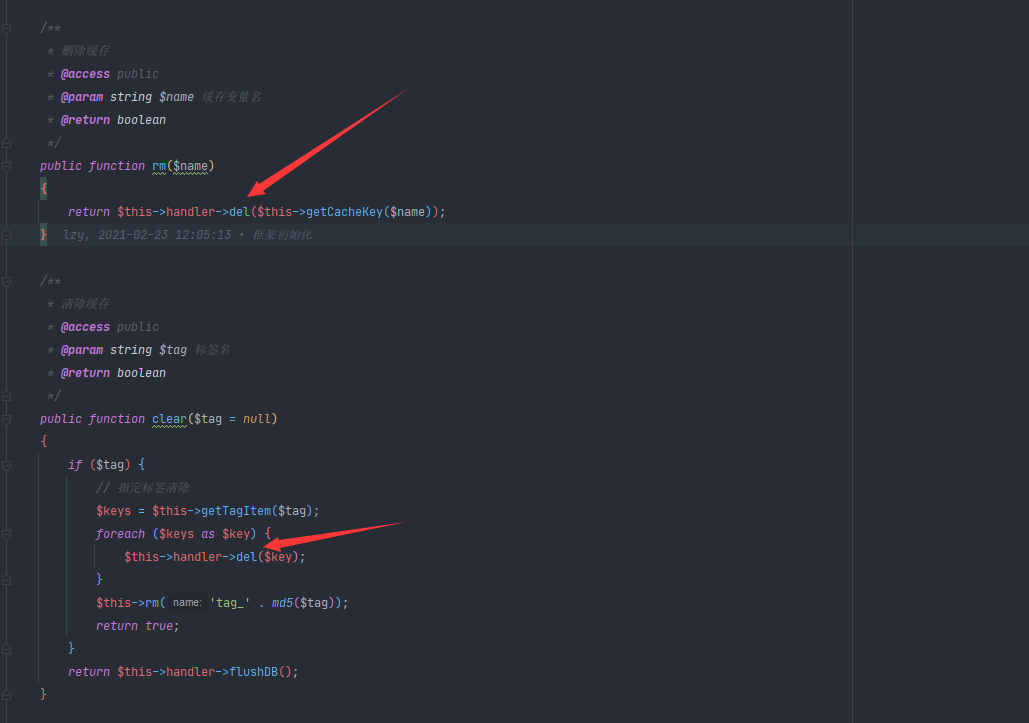 /**
* 删除缓存
* @access public
* @param string $name 缓存变量名
* @return boolean
*/
public function rm($name)
{
return $this->handler->del($this->getCacheKey($name));
} lzy, 2021-02-23 12:05:13 • 框架初始化
/**
* 清除缓存
* @access public
* @param string $tag 标签名
* @return boolean
*/
public function clear($tag = null)
{
if ($tag) {
// 指定标签清除
$keys = $this->getTagItem($tag);
foreach ($keys as $key) {
$this->handler->del($key);
}
$this->rm( name: 'tag_' . md5($tag));
return true;
}
return $this->handler->flushDB();
}